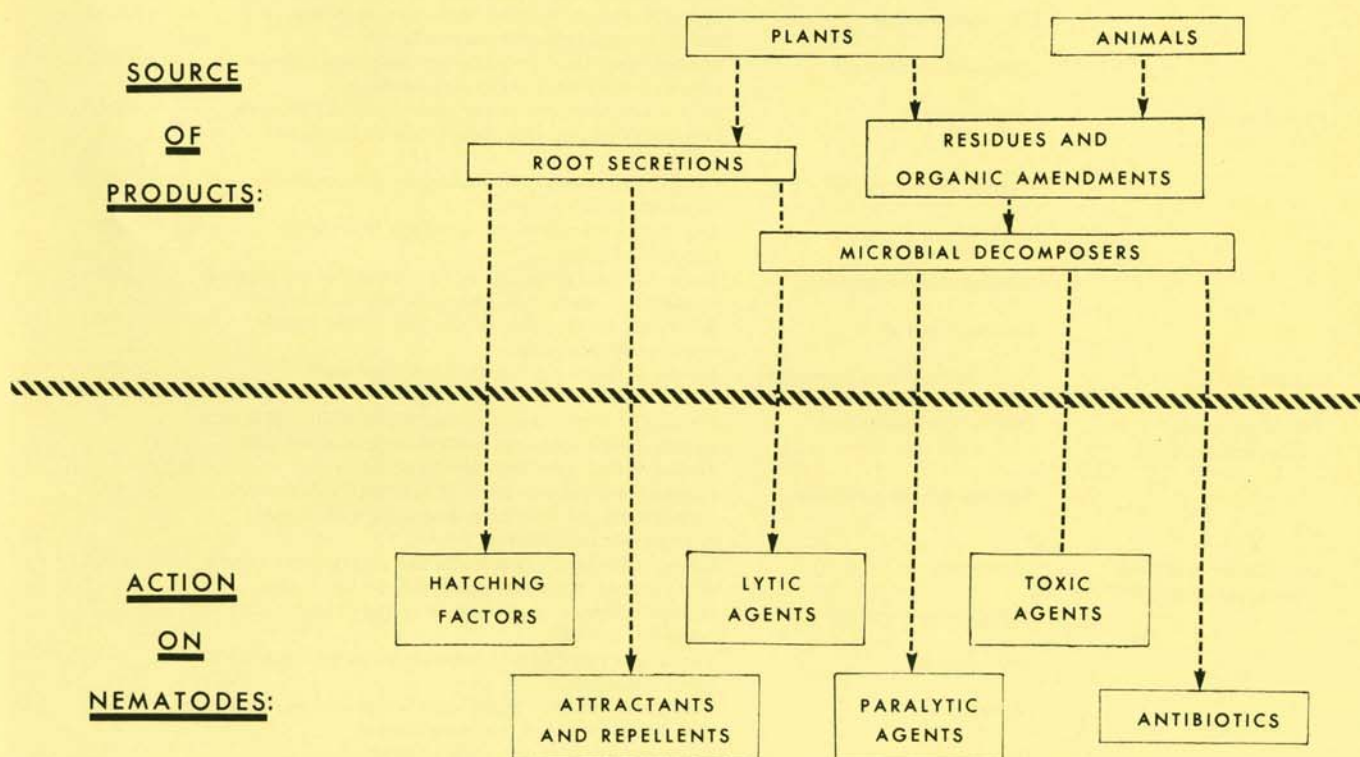 SOURCE
OF
PRODUCTS:
PLANTS
ANIMALS
ROOT SECRETIONS
RESIDUES AND
ORGANIC AMENDMENTS
MICROBIAL DECOMPOSERS
ACTION
ON
NEMATODES:
HATCHING
FACTORS
LYTIC
AGENTS
TOXIC
AGENTS
ATTRACTANTS
AND REPELLENTS
PARALYTIC
AGENTS
ANTIBIOTICS